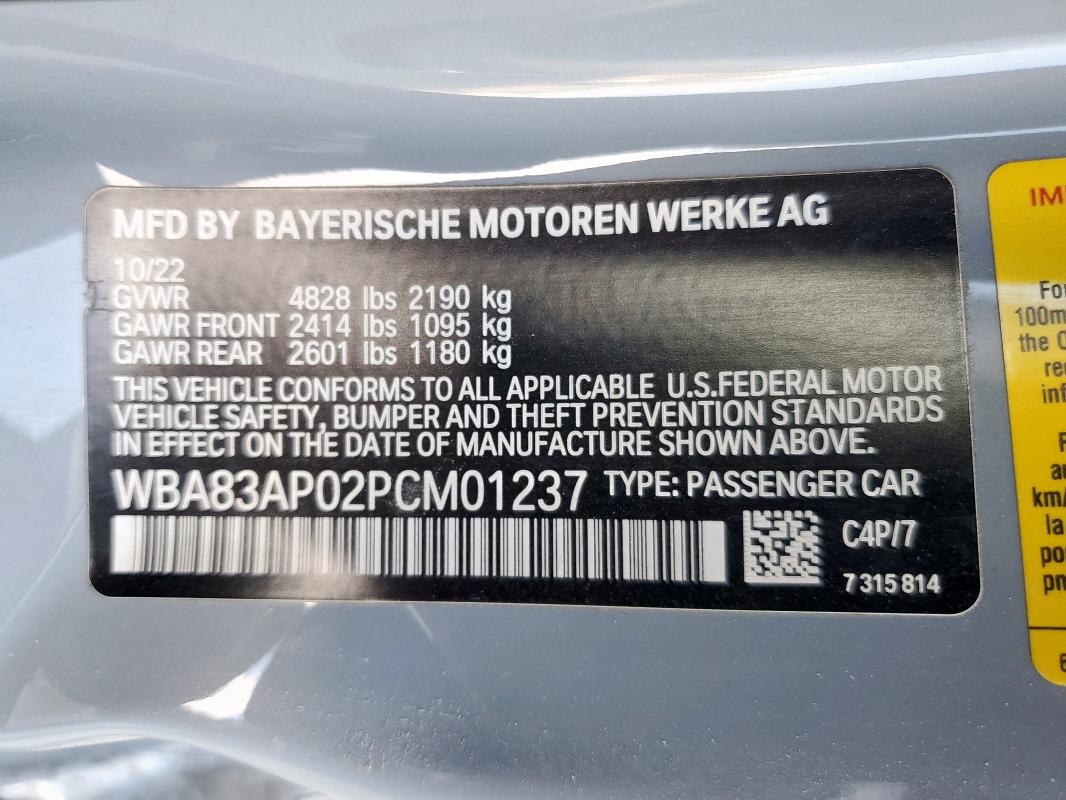 MFD BY BAYERISCHE MOTOREN WERKE AG
10/22
GVWR 4828 lbs 2190 kg
GAWR FRONT 2414 lbs 1095 kg
GAWR REAR 2601 lbs 1180 kg
THIS VEHICLE CONFORMS TO ALL APPLICABLE U.S.FEDERAL MOTOR
VEHICLE SAFETY, BUMPER AND THEFT PREVENTION STANDARDS
IN EFFECT ON THE DATE OF MANUFACTURE SHOWN ABOVE.
WBA83AP02PCM01237 TYPE: PASSENGER CAR
C4P/7
7 315 814
100m
the
km/